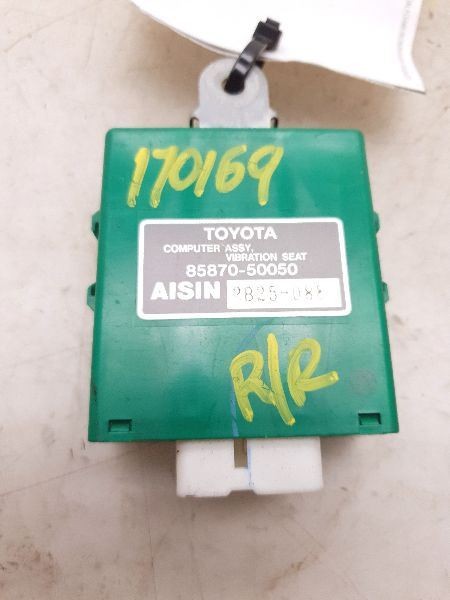 170169
TOYOTA
COMPUTER ASSY,
VIBRATION SEAT
85870-50050
AISIN
R/R